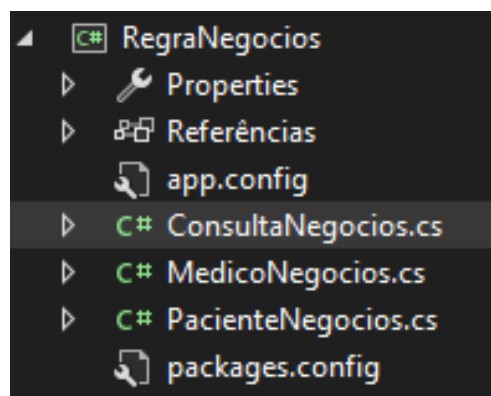 C# RegraNegocios
Properties
Referências
app.config
C# ConsultaNegocios.cs
C# MedicoNegocios.cs
C# PacienteNegocios.cs
packages.config